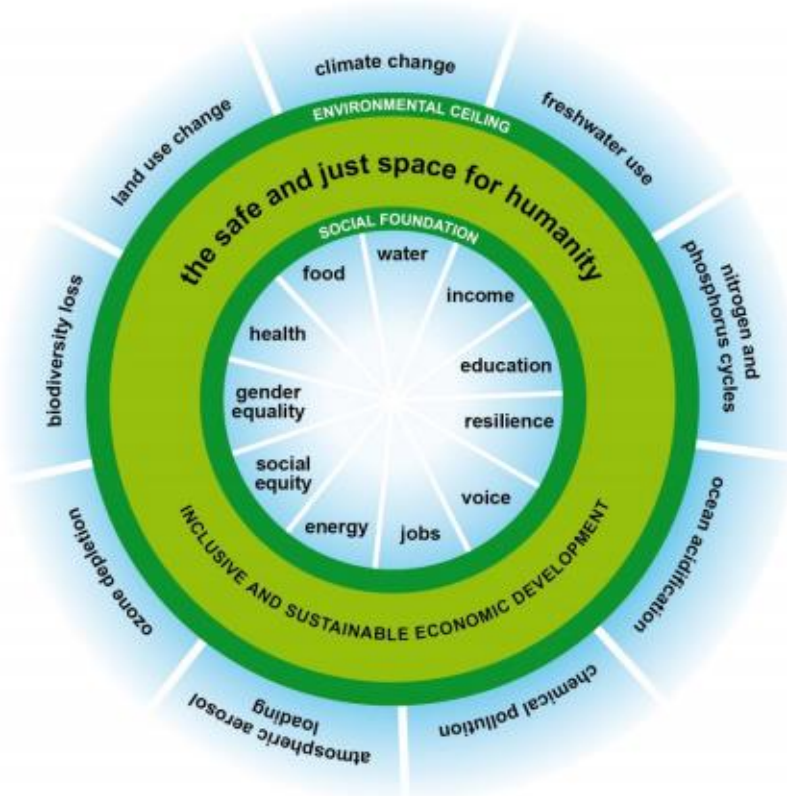 climate change
freshwater use
nitrogen and
phosphorus cycles
ocean acidification
chemical pollution
atmospheric aerosol
loading
ozone depletion
biodiversity loss
land use change
ENVIRONMENTAL CEILING
the safe and just space for humanity
SOCIAL FOUNDATION
water
income
education
resilience
voice
jobs
energy
social
equity
gender
equality
health
food
INCLUSIVE AND SUSTAINABLE ECONOMIC DEVELOPMENT